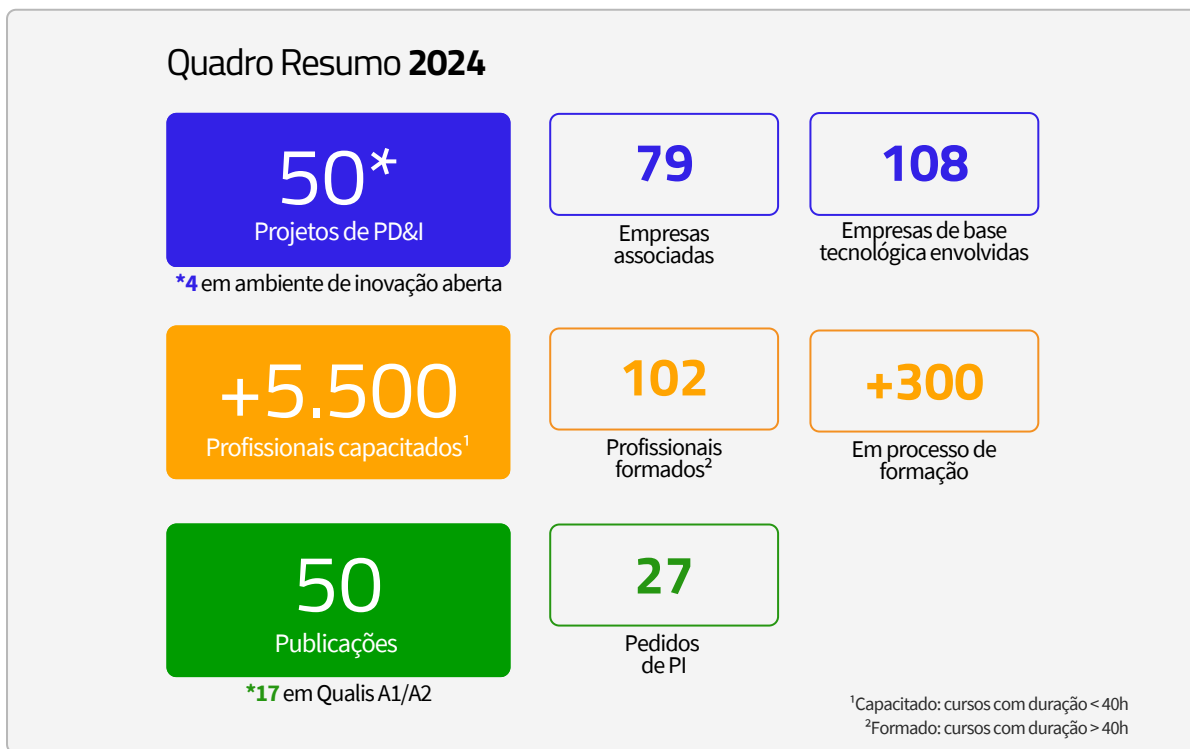 Quadro Resumo 2024
50*
Projetos de PD&I
*4 em ambiente de inovação aberta
79
Empresas
associadas
108
Empresas de base
tecnológica envolvidas
+5.500
Profissionais capacitados¹
102
Profissionais
formados²
+300
Em processo de
formação
50
Publicações
*17 em Qualis A1/A2
27
Pedidos
de PI
¹Capacitado: cursos com duração < 40h
²Formado: cursos com duração > 40h